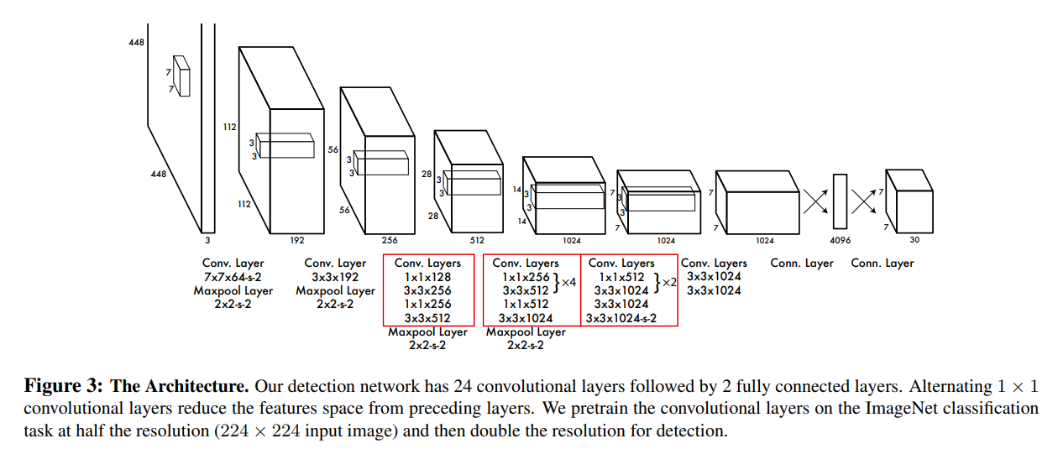 448
7
7
448
3
112
3
3
112
192
56
3
3
56
256
28
3
3
28
512
14
3
3
14
1024
7
3
3
7
1024
7
7
1024
4096
7
7
30
Conv. Layer
7x7x64-s-2
Maxpool Layer
2x2-s-2
Conv. Layer
3x3x192
Maxpool Layer
2x2-s-2
Conv. Layers
1x1x128
3x3x256
1x1x256
3x3x512
Maxpool Layer
2x2-s-2
Conv. Layers
1x1x256
3x3x512
}×4
1x1x512
3x3x1024
Maxpool Layer
2x2-s-2
Conv. Layers
1x1x512
3x3x1024
}×2
3x3x1024
3x3x1024-s-2
Conv. Layers
3x3x1024
3x3x1024
Conn. Layer
Conn. Layer
Figure 3: The Architecture. Our detection network has 24 convolutional layers followed by 2 fully connected layers. Alternating 1 × 1
convolutional layers reduce the features space from preceding layers. We pretrain the convolutional layers on the ImageNet classification
task at half the resolution (224 × 224 input image) and then double the resolution for detection.